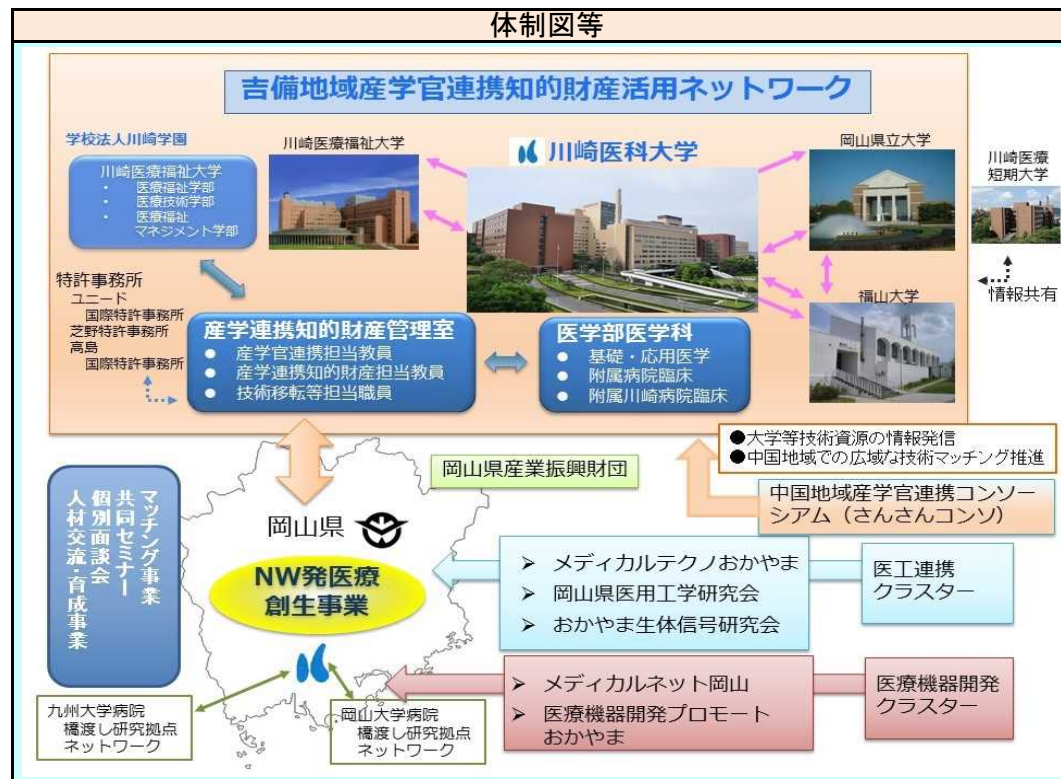 体制図等
吉備地域産学官連携知的財産活用ネットワーク
学校法人川崎学園
川崎医療福祉大学
・ 医療福祉学部
・ 医療技術学部
・ 医療福祉
マネジメント学部
川崎医療福祉大学
川崎医科大学
岡山県立大学
川崎医療
短期大学
情報共有
福山大学
特許事務所
ユニード
国際特許事務所
芝野特許事務所
高島
国際特許事務所
産学連携知的財産管理室
● 産学官連携担当教員
● 産学連携知的財産担当教員
● 技術移転等担当職員
医学部医学科
● 基礎・応用医学
● 附属病院臨床
● 附属川崎病院臨床
●大学等技術資源の情報発信
●中国地域での広域な技術マッチング推進
中国地域産学官連携コンソー
シアム（さんさんコンソ）
岡山県産業振興財団
マッチング事業
共同セミナー
個別面談会
人材交流・育成事業
岡山県
NW発医療
創生事業
➢ メディカルテクノおかやま
➢ 岡山県医用工学研究会
➢ おかやま生体信号研究会
医工連携
クラスター
➢ メディカルネット岡山
➢ 医療機器開発プロモート
おかやま
医療機器開発
クラスター
九州大学病院
橋渡し研究拠点
ネットワーク
岡山大学病院
橋渡し研究拠点
ネットワーク